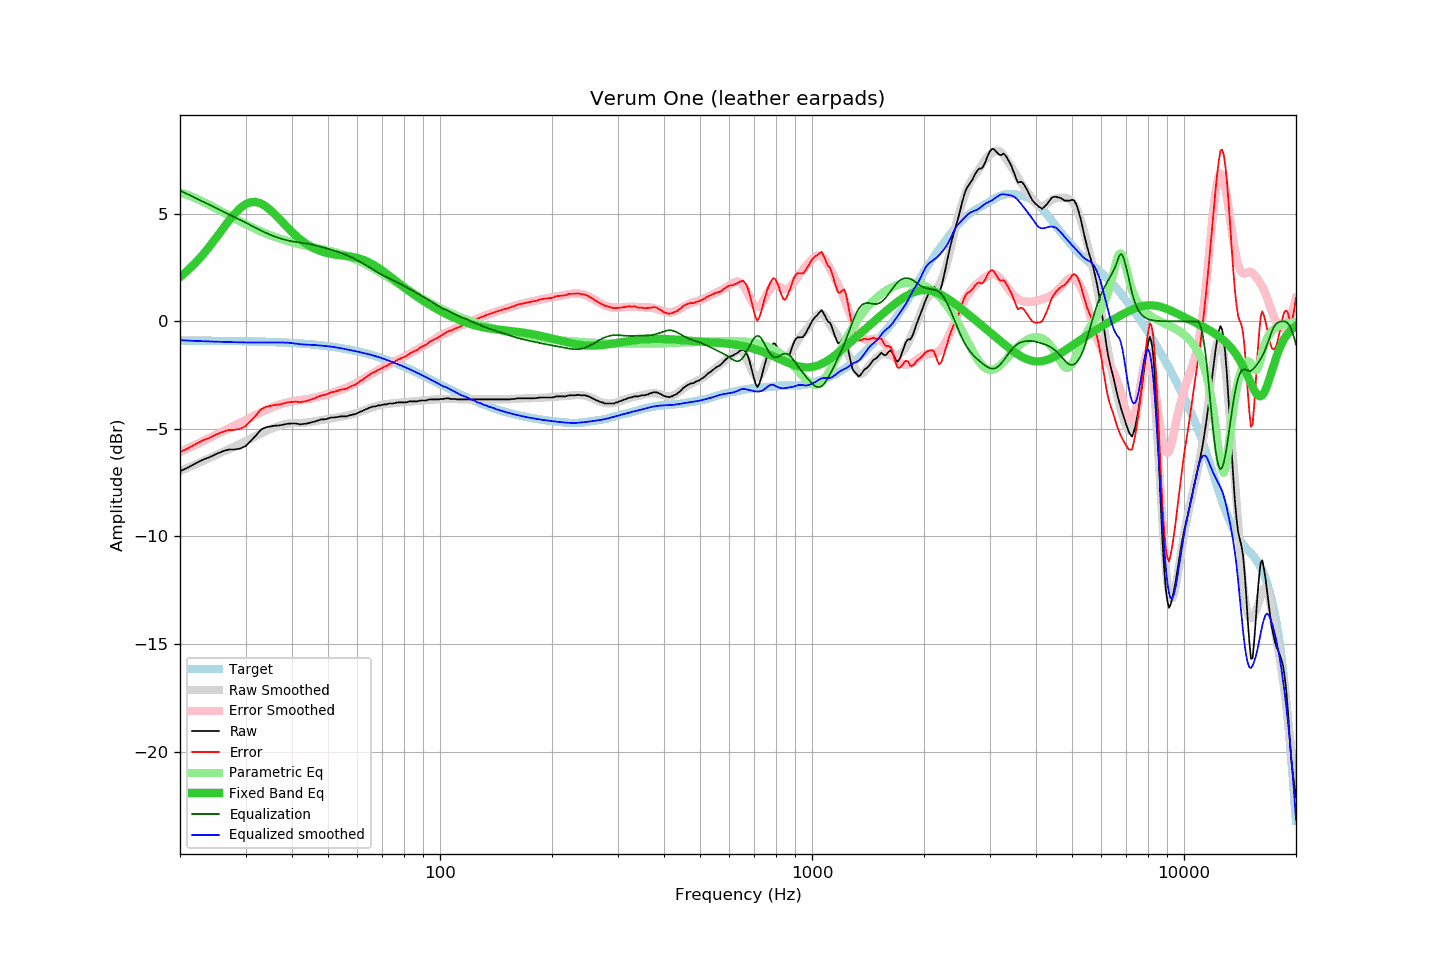 Verum One (leather earpads)
Amplitude (dBr)
5
0
−5
−10
−15
−20
Target
Raw Smoothed
Error Smoothed
Raw
Error
Parametric Eq
Fixed Band Eq
Equalization
Equalized smoothed
100
1000
10000
Frequency (Hz)